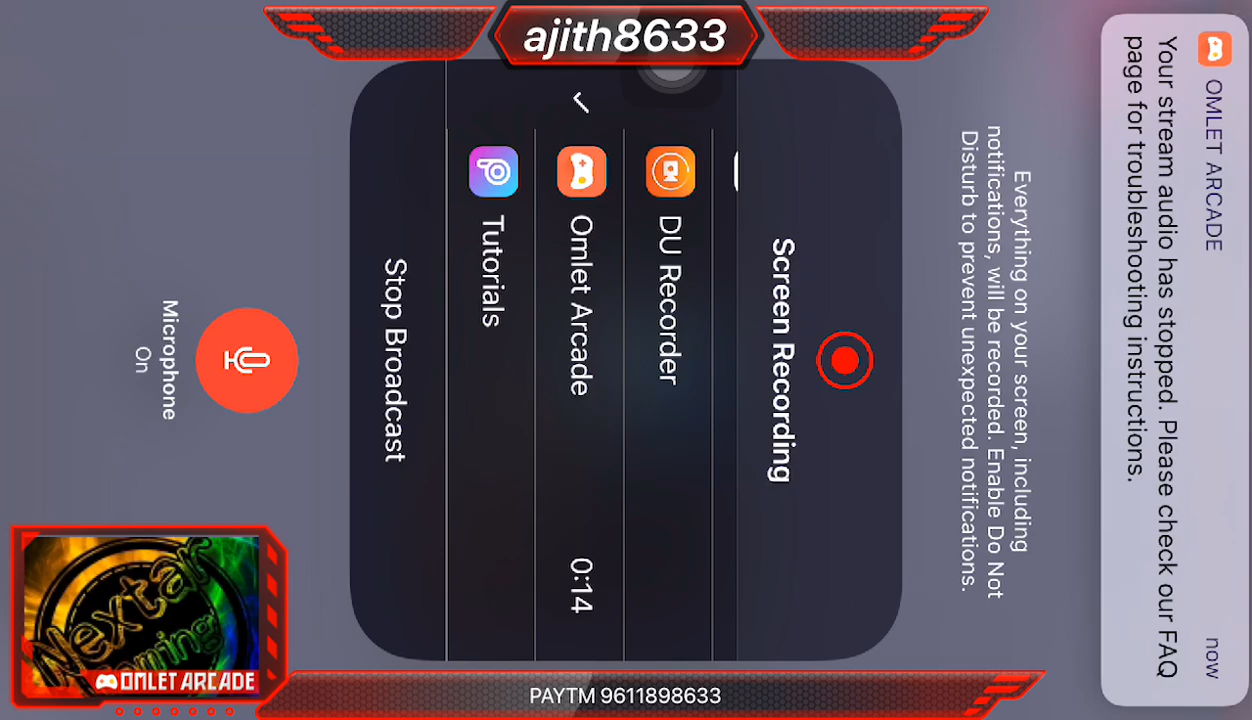 ajith8633
OMLET ARCADE
now
Your stream audio has stopped. Please check our FAQ
page for troubleshooting instructions.
Everything on your screen, including
notifications, will be recorded. Enable Do Not
Disturb to prevent unexpected notifications.
Screen Recording
DU Recorder
Omlet Arcade
0:14
Tutorials
Stop Broadcast
Microphone
On
Nextar
Gaming
OMLET ARCADE
PAYTM 9611898633